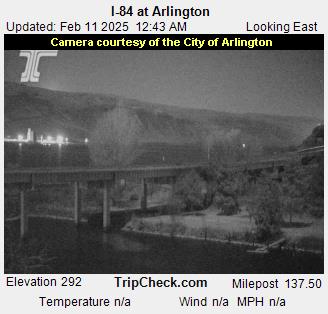 I-84 at Arlington
Updated: Feb 11 2025 12:43 AM Looking East
Camera courtesy of the City of Arlington
Elevation 292 TripCheck.com Milepost 137.50
Temperature n/a Wind n/a MPH n/a